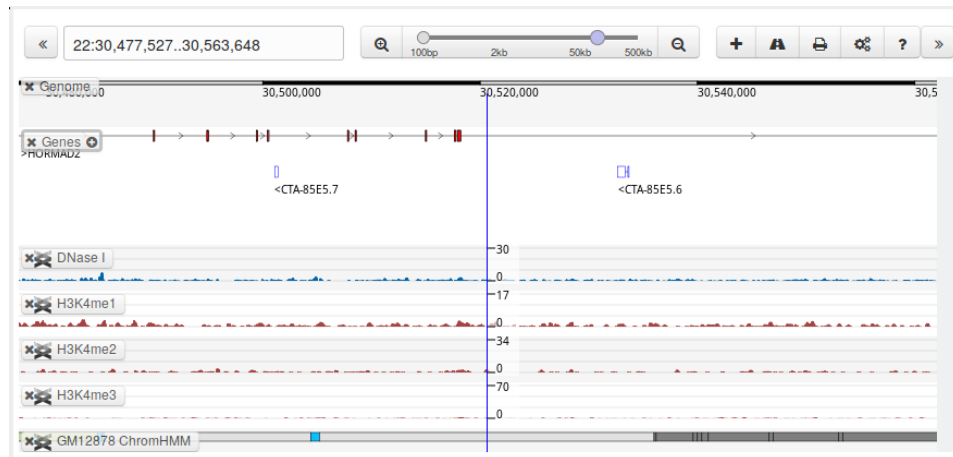 22:30,477,527..30,563,648
100bp 2kb 50kb 500kb
?
Genome
30,500,000 30,520,000 30,540,000 30,5
Genes
>HORMAD2
<CTA-85E5.7 <CTA-85E5.6
DNase I 30
0
H3K4me1 17
0
H3K4me2 34
0
H3K4me3 70
0
GM12878 ChromHMM